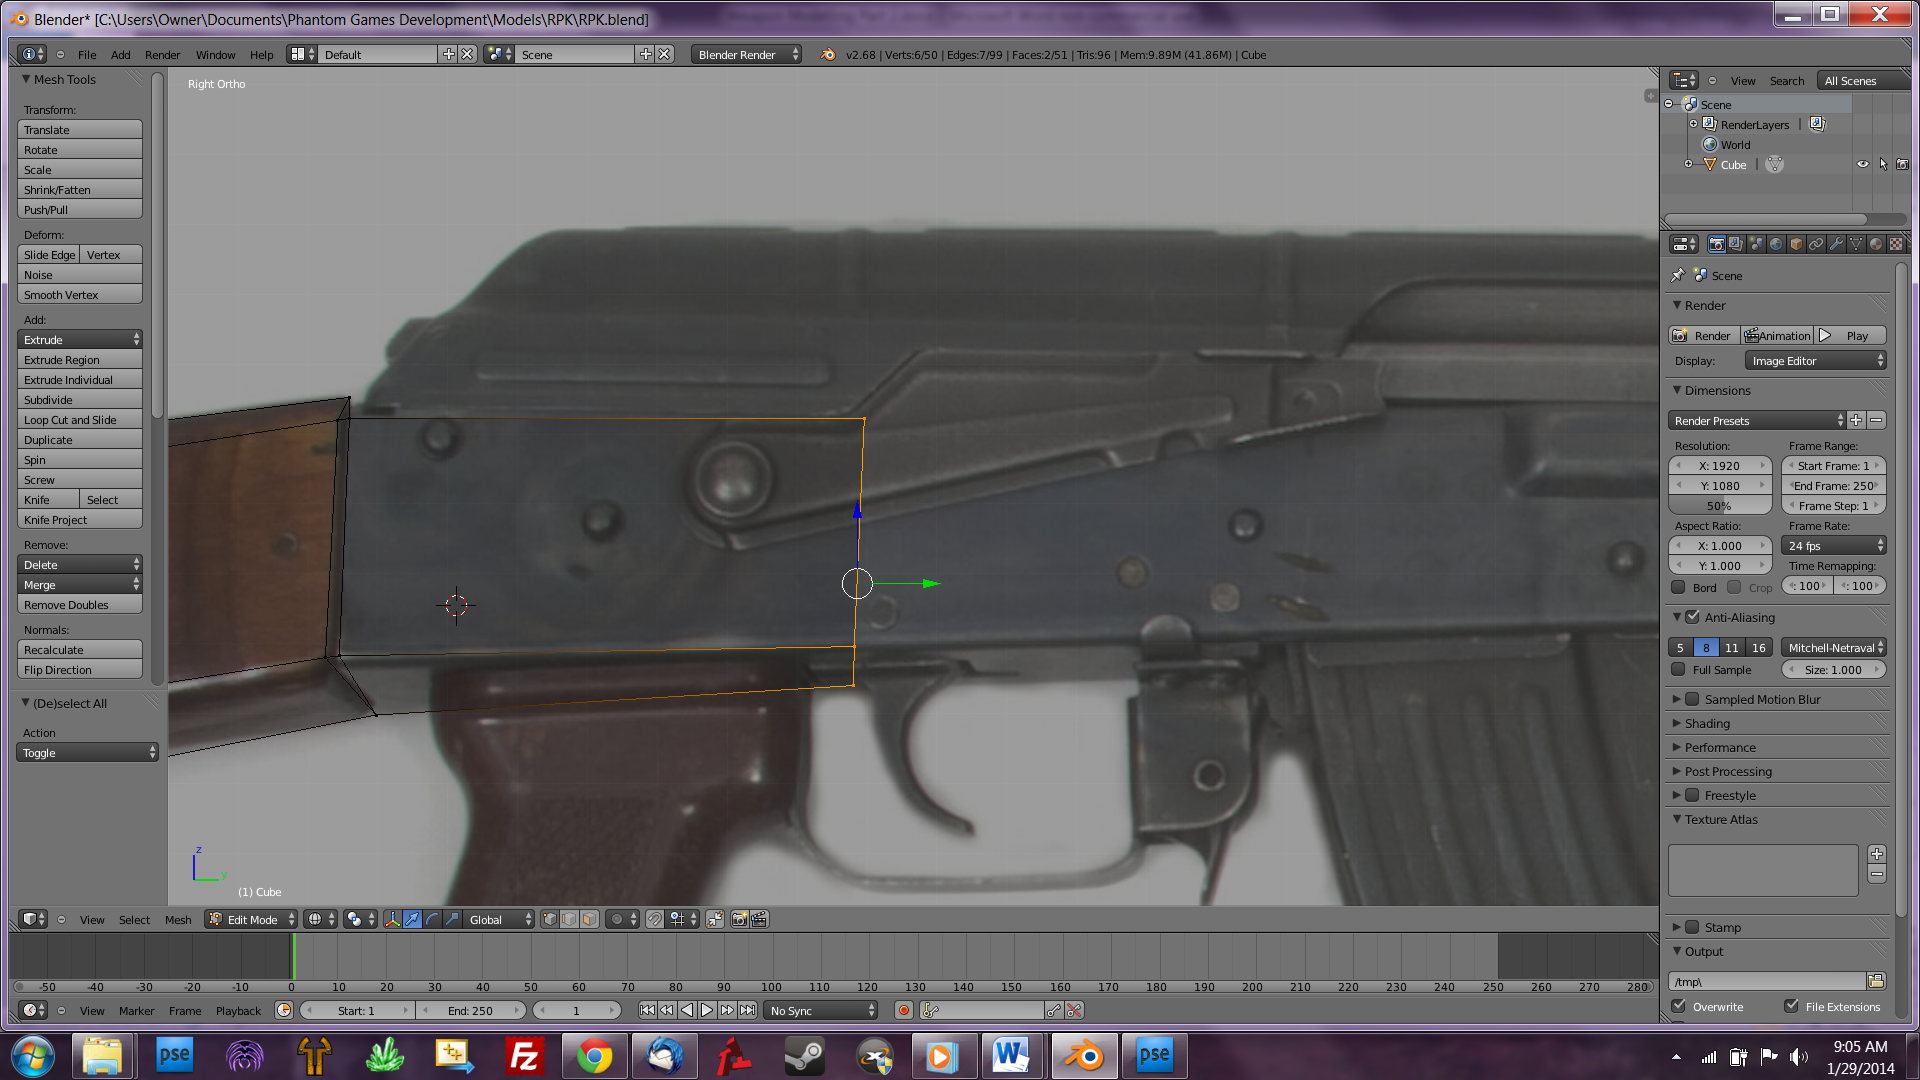 Blender* [C:\Users\Owner\Documents\Phantom Games Development\Models\RPK\RPK.blend]
File Add Render Window Help Default Scene Blender Render v2.68 | Verts:6/50 | Edges:7/99 | Faces:2/51 | Tris:96 | Mem:9.89M (41.86M) | Cube
Mesh Tools
Transform:
Translate
Rotate
Scale
Shrink/Fatten
Push/Pull
Deform:
Slide Edge Vertex
Noise
Smooth Vertex
Add:
Extrude
Extrude Region
Extrude Individual
Subdivide
Loop Cut and Slide
Duplicate
Spin
Screw
Knife Select
Knife Project
Remove:
Delete
Merge
Remove Doubles
Normals:
Recalculate
Flip Direction
(De)select All
Action
Toggle
Right Ortho
z
y
(1) Cube
View Select Mesh Edit Mode Global
View Search All Scenes
Scene
RenderLayers |
World
Cube |
Scene
Render
Render Animation Play
Display: Image Editor
Dimensions
Render Presets
Resolution: Frame Range:
X: 1920 Start Frame: 1
Y: 1080 End Frame: 250
50% Frame Step: 1
Aspect Ratio: Frame Rate:
X: 1.000 24 fps
Y: 1.000 Time Remapping:
Bord Crop : 100 : 100
Anti-Aliasing
5 8 11 16 Mitchell-Netraval
Full Sample Size: 1.000
Sampled Motion Blur
Shading
Performance
Post Processing
Freestyle
Texture Atlas
Stamp
Output
/tmp\
Overwrite File Extensions
-50 -40 -30 -20 -10 0 10 20 30 40 50 60 70 80 90 100 110 120 130 140 150 160 170 180 190 200 210 220 230 240 250 260 270 280
View Marker Frame Playback Start: 1 End: 250 1 No Sync
pse Fz W pse
9:05 AM
1/29/2014